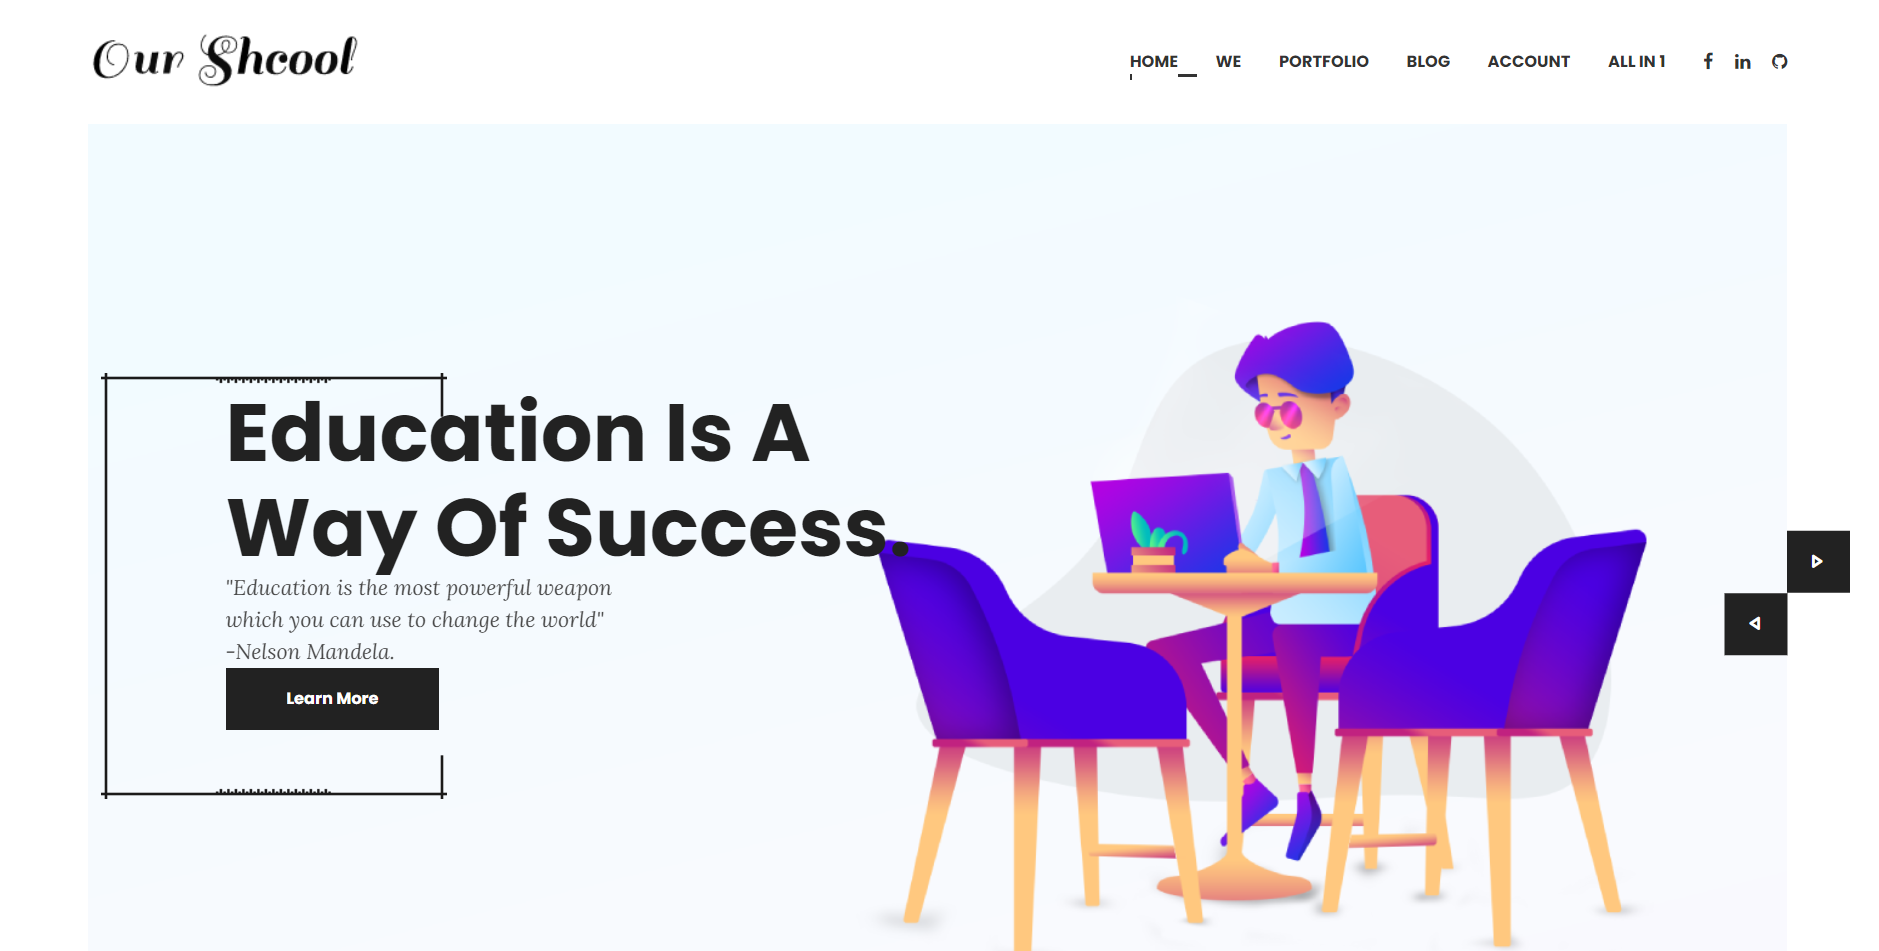 Our Shcool
HOME WE PORTFOLIO BLOG ACCOUNT ALL IN 1
Education Is A
Way Of Success.
"Education is the most powerful weapon
which you can use to change the world"
-Nelson Mandela.
Learn More